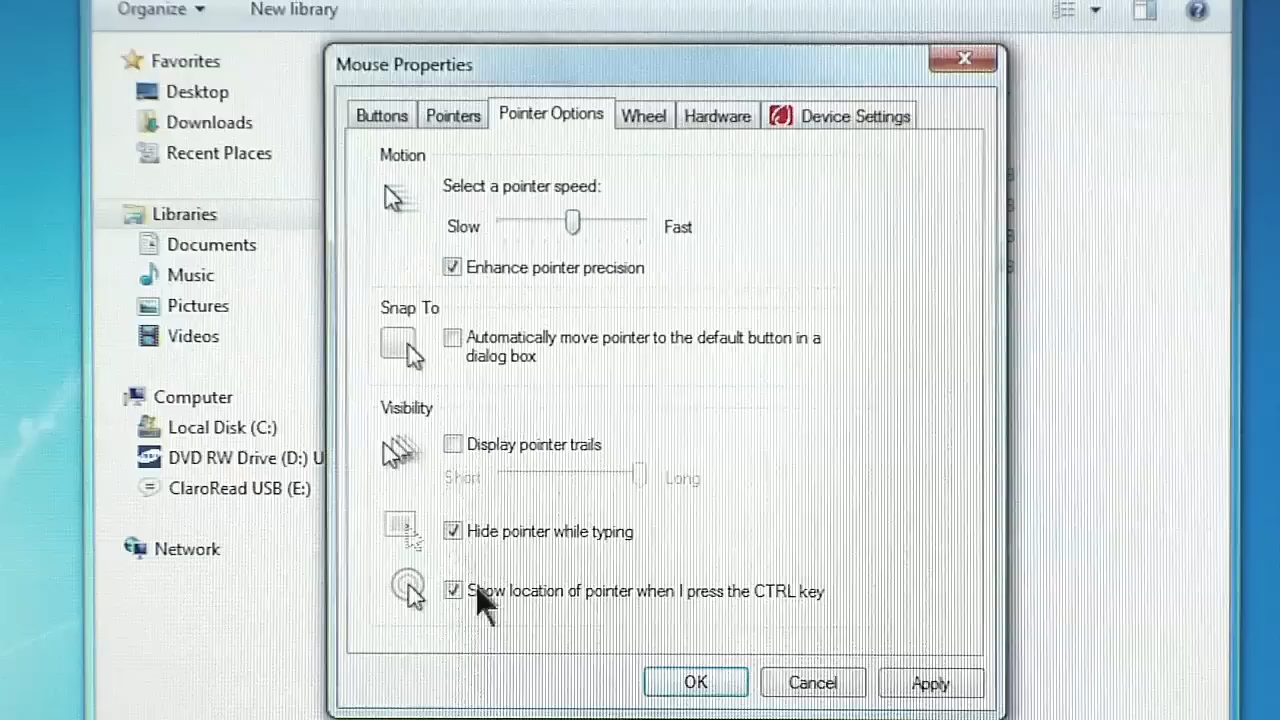 Organize
New library
Favorites
Desktop
Downloads
Recent Places
Libraries
Documents
Music
Pictures
Videos
Computer
Local Disk (C:)
DVD RW Drive (D:) U
ClaroRead USB (E:)
Network
Mouse Properties
Buttons
Pointers
Pointer Options
Wheel
Hardware
Device Settings
Motion
Select a pointer speed:
Slow
Fast
Enhance pointer precision
Snap To
Automatically move pointer to the default button in a
dialog box
Visibility
Display pointer trails
Short
Long
Hide pointer while typing
Show location of pointer when I press the CTRL key
OK
Cancel
Apply